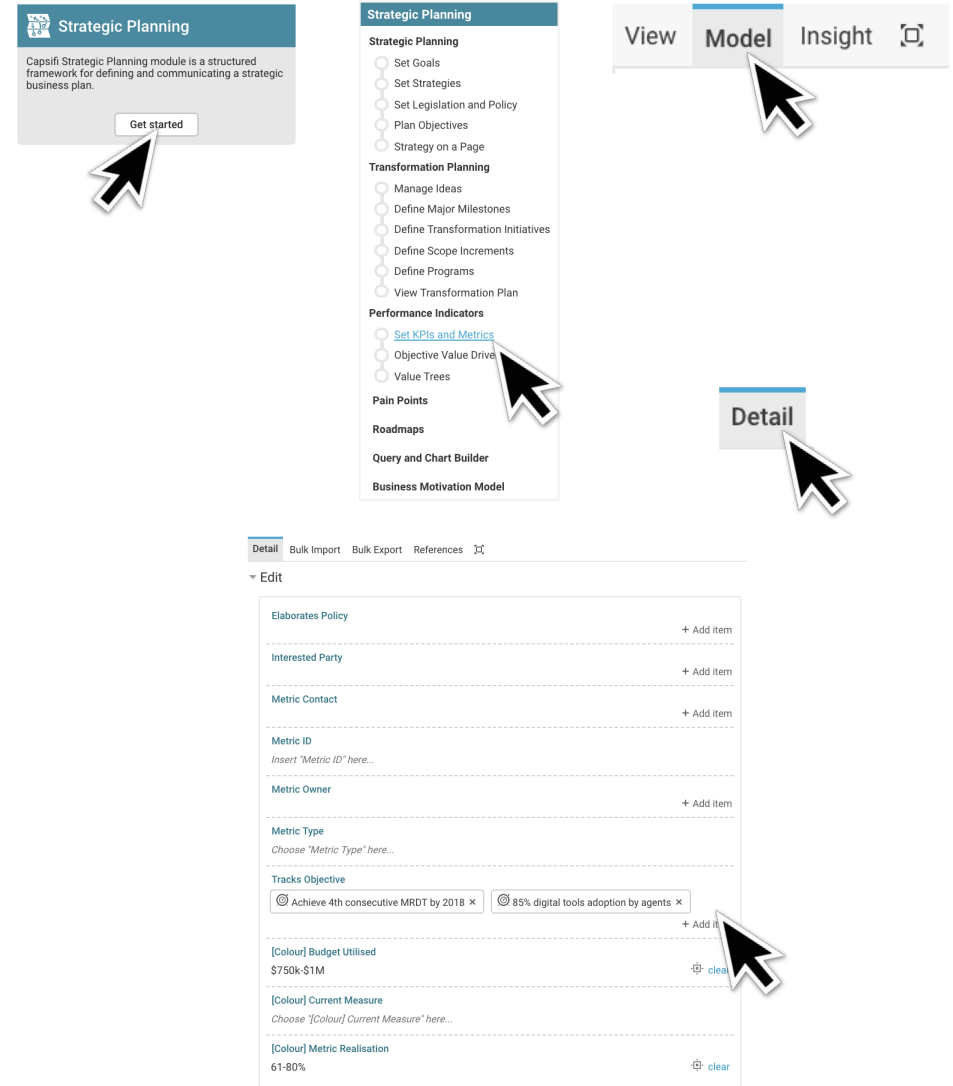 Strategic Planning
Capsifi Strategic Planning module is a structured
framework for defining and communicating a strategic
business plan.
Get started
Strategic Planning
Strategic Planning
Set Goals
Set Strategies
Set Legislation and Policy
Plan Objectives
Strategy on a Page
Transformation Planning
Manage Ideas
Define Major Milestones
Define Transformation Initiatives
Define Scope Increments
Define Programs
View Transformation Plan
Performance Indicators
Set KPIs and Metrics
Objective Value
Value Trees
Pain Points
Roadmaps
Query and Chart Builder
Business Motivation Model
View Model Insight
Detail
Detail Bulk Import Bulk Export References
Edit
Elaborates Policy
+ Add item
Interested Party
+ Add item
Metric Contact
+ Add item
Metric ID
Insert "Metric ID" here...
Metric Owner
+ Add item
Metric Type
Choose "Metric Type" here...
Tracks Objective
Achieve 4th consecutive MRDT by 2018 × 85% digital tools adoption by agents ×
+ Add
[Colour] Budget Utilised
$750k-$1M
clear
[Colour] Current Measure
Choose "[Colour] Current Measure" here...
[Colour] Metric Realisation
61-80%
clear